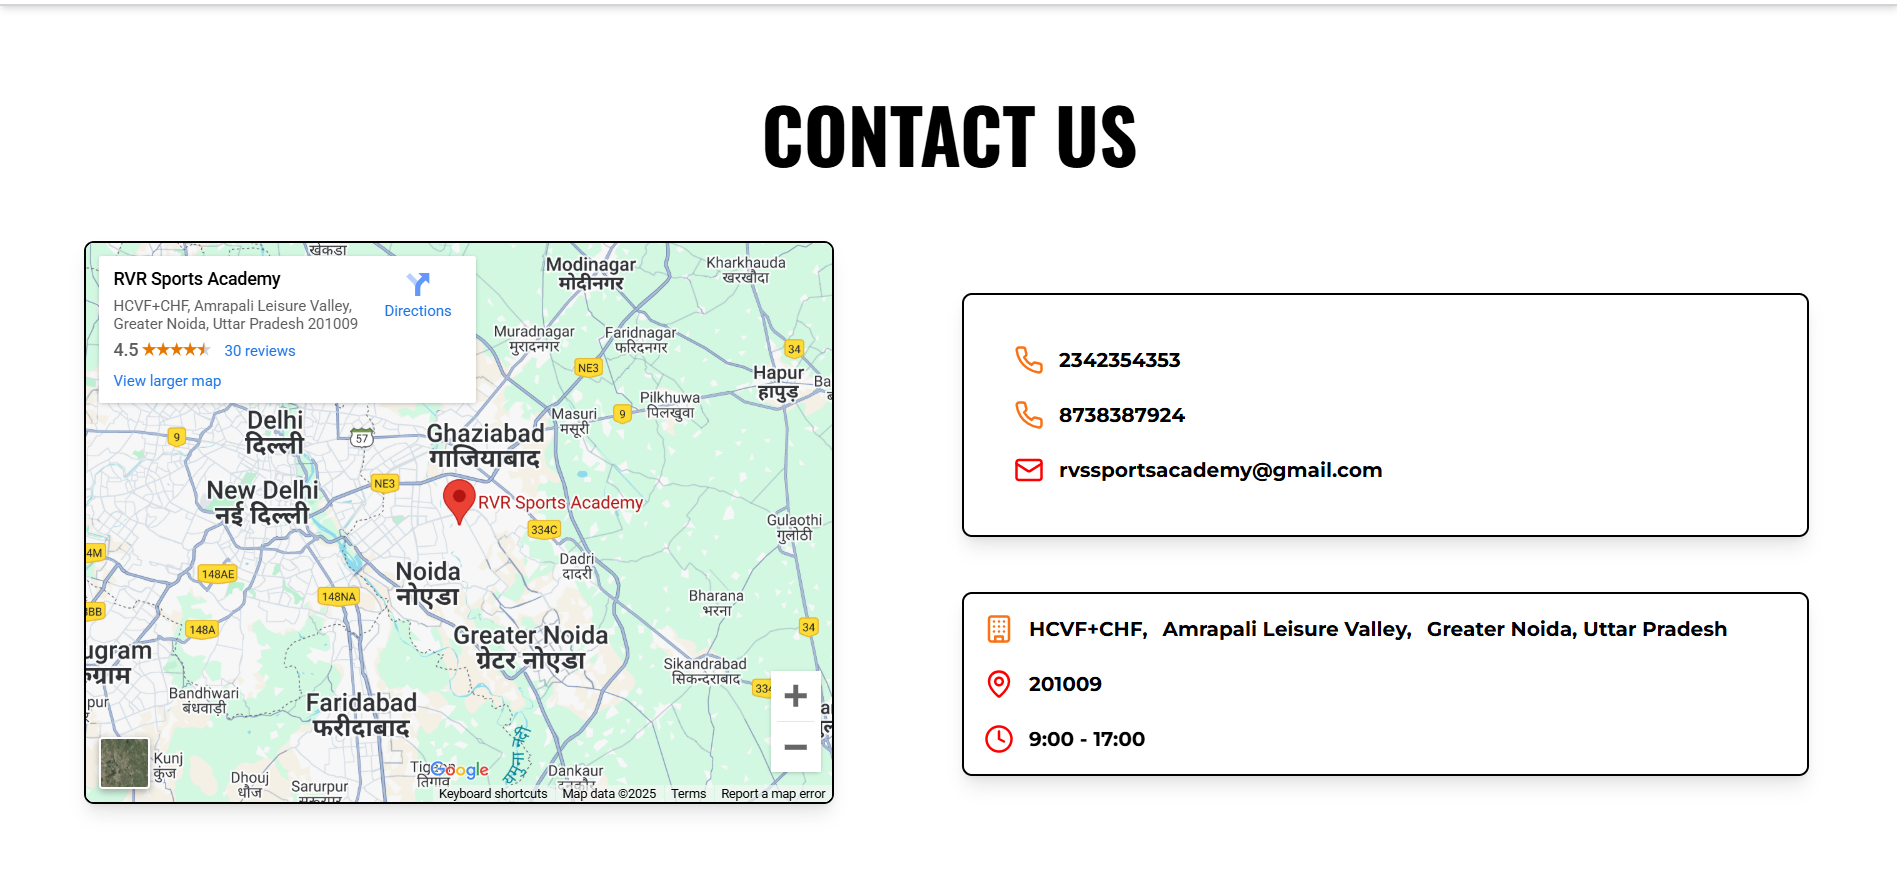 CONTACT US
RVR Sports Academy
HCVF+CHF, Amrapali Leisure Valley,
Greater Noida, Uttar Pradesh 201009
4.5
30 reviews
View larger map
Directions
खेकड़ा
Modinagar
मोदीनगर
Kharkhauda
खरखौदा
Muradnagar
मुरादनगर
Faridnagar
फरिदनगर
34
NE3
Hapur
हापुड़
Ba
Pilkhuwa
पिलखुवा
Masuri
मसूरी
9
Delhi
दिल्ली
9
57
Ghaziabad
गाजियाबाद
New Delhi
नई दिल्ली
NE3
RVR Sports Academy
334C
Gulaothi
गुलोठी
4M
148AE
Dadri
दादरी
Noida
नोएडा
148NA
Bharana
भरना
BB
148A
34
Greater Noida
ग्रेटर नोएडा
ugram
ग्राम
Sikandrabad
सिकन्दराबाद
334
Bandhwari
बंधवाड़ी
pur
Faridabad
फरीदाबाद
यमुना नदी
Kunj
कुंज
Dhouj
धौज
Sarurpur
Google
तिगांव
Dankaur
दनकौर
Keyboard shortcuts
Map data ©2025
Terms
Report a map error
2342354353
8738387924
rvssportsacademy@gmail.com
HCVF+CHF, Amrapali Leisure Valley, Greater Noida, Uttar Pradesh
201009
9:00 - 17:00